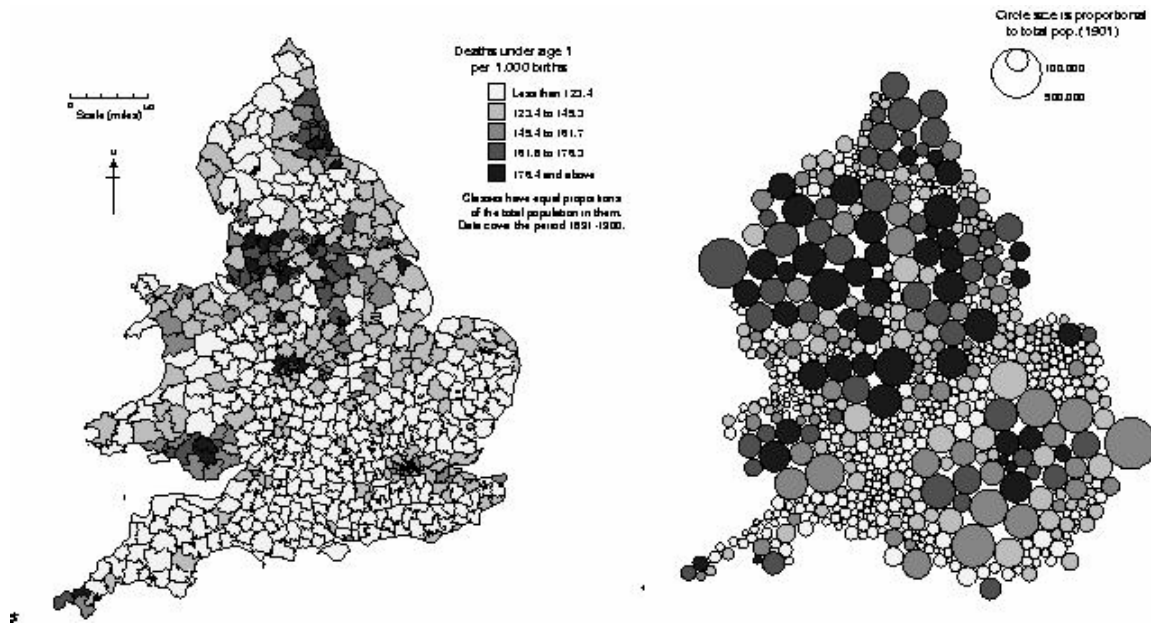 Deaths under age 1
per 1,000 births
Less than 123.4
123.4 to 149.3
149.4 to 161.7
161.8 to 176.3
176.4 and above
Classes have equal proportions
of the total population in them.
Data cover the period 1891-1900.
Scale (miles)
0
N
Circle size is proportional
to total pop. (1901)
100,000
500,000